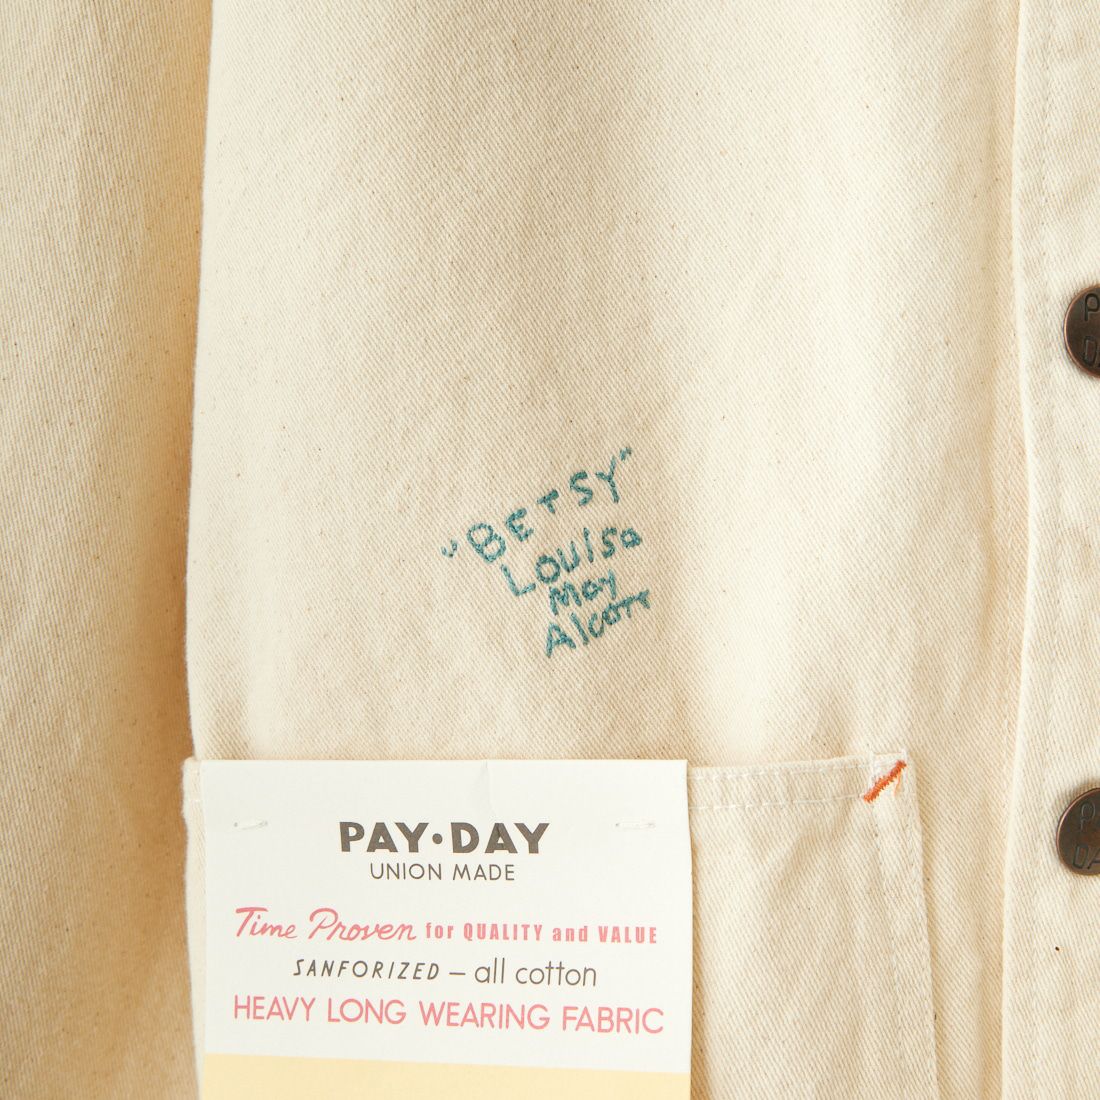 "BETSY"
Louisa
May
Alcott
PAY·DAY
UNION MADE
Time Proven for QUALITY and VALUE
SANFORIZED – all cotton
HEAVY LONG WEARING FABRIC